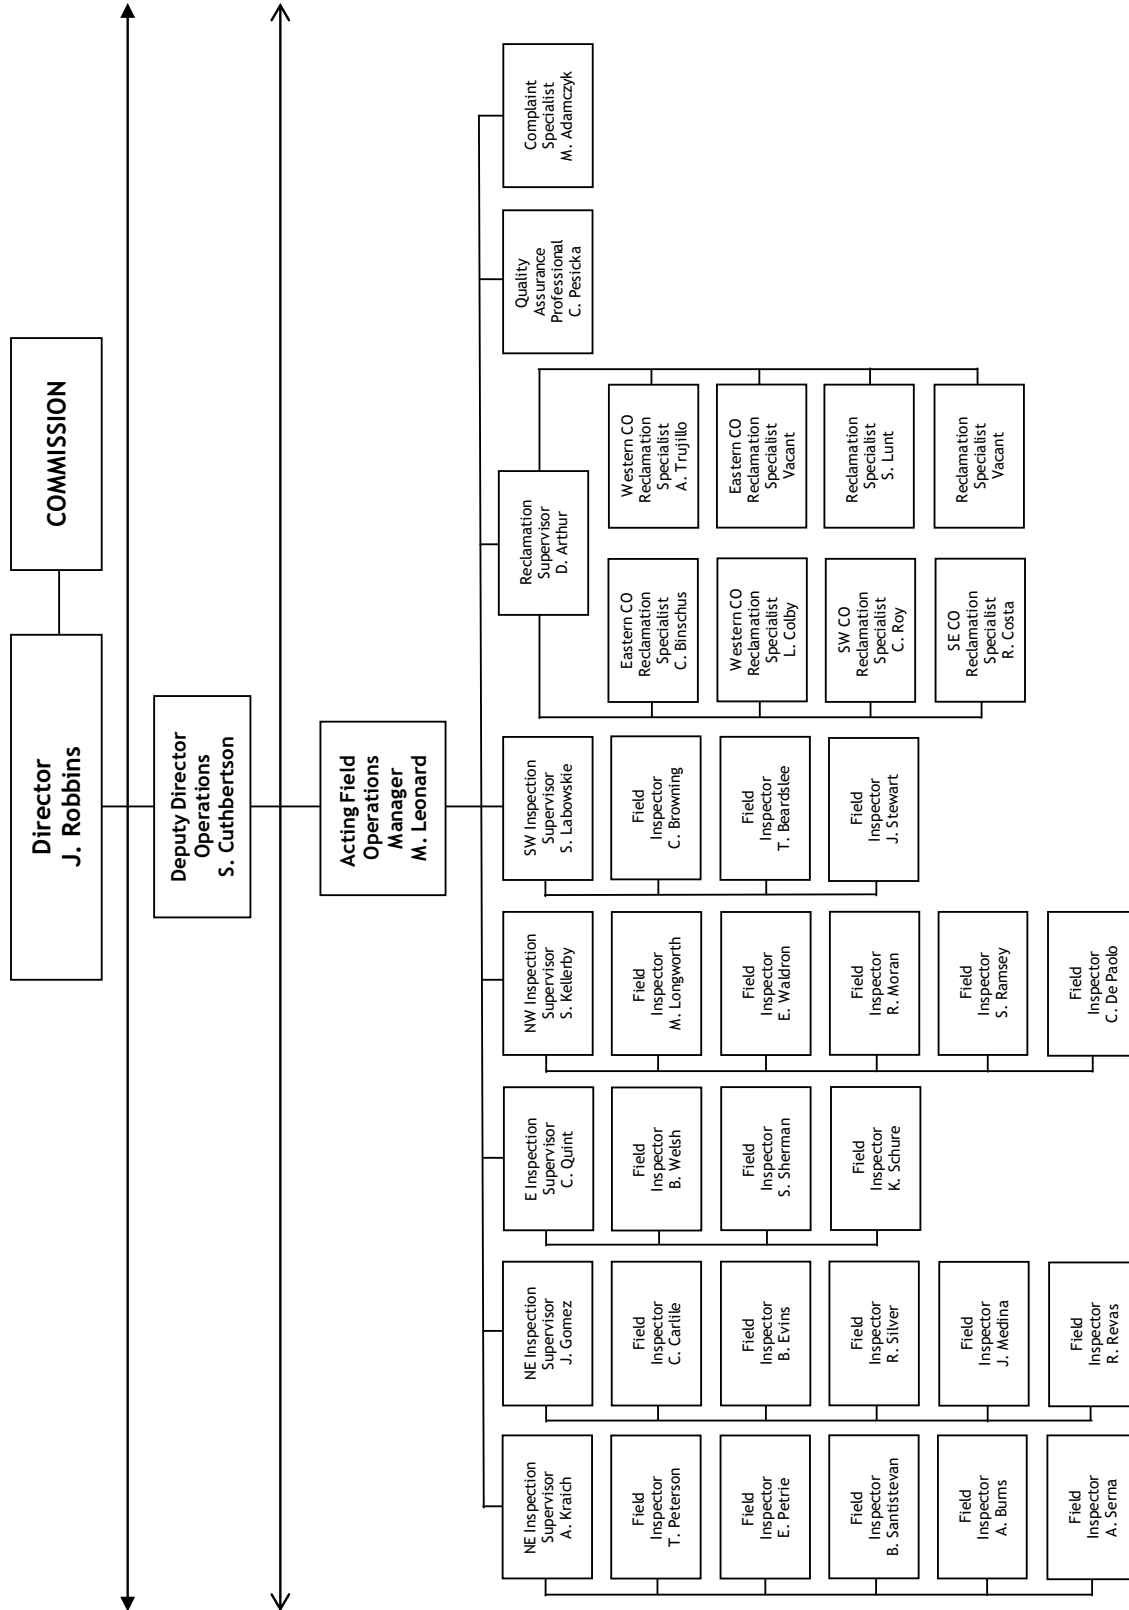 Director
J. Robbins
COMMISSION
Deputy Director
Operations
S. Cuthbertson
Acting Field
Operations
Manager
M. Leonard
NE Inspection
Supervisor
A. Kraich
Field
Inspector
T. Peterson
Field
Inspector
E. Petrie
Field
Inspector
B. Santistevan
Field
Inspector
A. Burns
Field
Inspector
A. Serna
NE Inspection
Supervisor
J. Gomez
Field
Inspector
C. Carlile
Field
Inspector
B. Evins
Field
Inspector
R. Silver
Field
Inspector
J. Medina
Field
Inspector
R. Revas
E Inspection
Supervisor
C. Quint
Field
Inspector
B. Welsh
Field
Inspector
S. Sherman
Field
Inspector
K. Schure
NW Inspection
Supervisor
S. Kellerby
Field
Inspector
M. Longworth
Field
Inspector
E. Waldron
Field
Inspector
R. Moran
Field
Inspector
S. Ramsey
Field
Inspector
C. De Paolo
SW Inspection
Supervisor
S. Labowskie
Field
Inspector
C. Browning
Field
Inspector
T. Beardslee
Field
Inspector
J. Stewart
Reclamation
Supervisor
D. Arthur
Eastern CO
Reclamation
Specialist
C. Binschus
Western CO
Reclamation
Specialist
L. Colby
SW CO
Reclamation
Specialist
C. Roy
SE CO
Reclamation
Specialist
R. Costa
Western CO
Reclamation
Specialist
A. Trujillo
Eastern CO
Reclamation
Specialist
Vacant
Reclamation
Specialist
S. Lunt
Reclamation
Specialist
Vacant
Quality
Assurance
Professional
C. Pesicka
Complaint
Specialist
M. Adamczyk